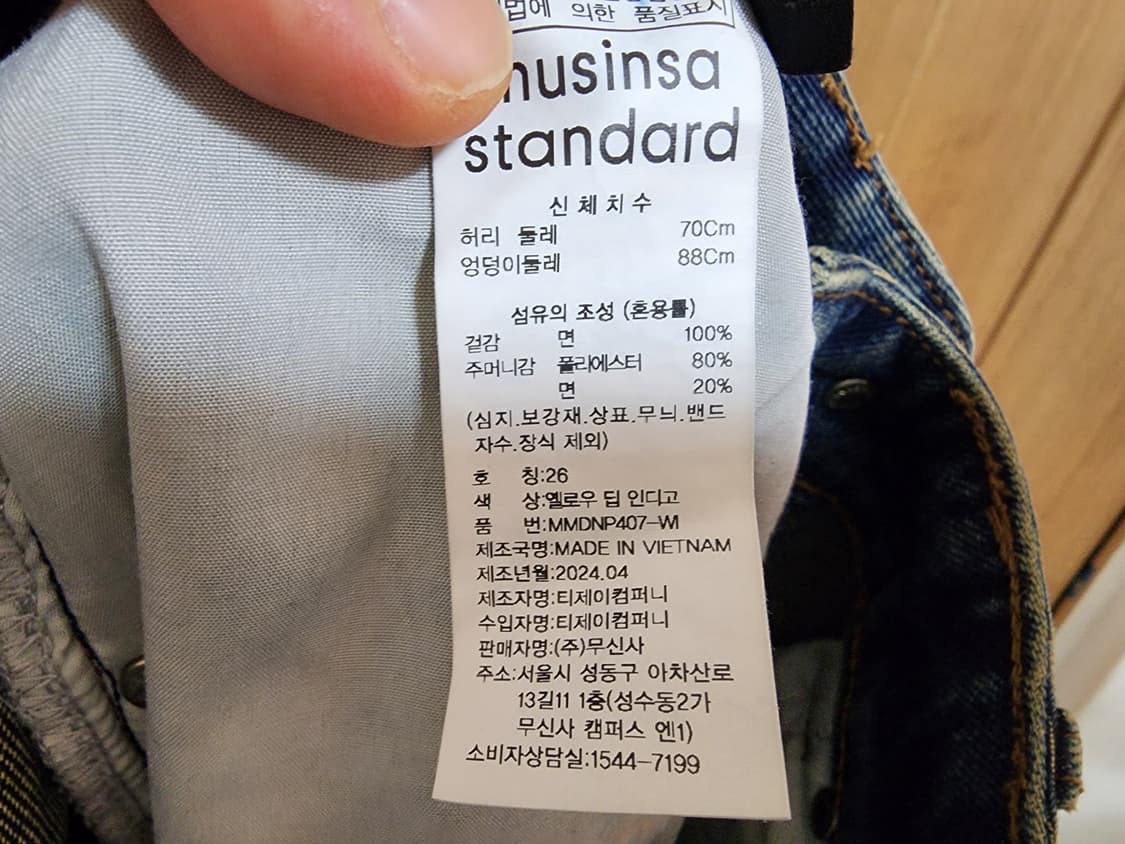 법에 의한 품질표시
musinsa
standard
신체치수
허리 둘레 70Cm
엉덩이둘레 88Cm
섬유의 조성 (혼용률)
겉감 면 100%
주머니감 폴리에스터 80%
면 20%
(심지.보강재.상표.무늬.밴드
자수.장식 제외)
호 칭:26
색 상:옐로우 딥 인디고
품 번:MMDNP407-WI
제조국명:MADE IN VIETNAM
제조년월:2024.04
제조자명:티제이컴퍼니
수입자명:티제이컴퍼니
판매자명:(주)무신사
주소:서울시 성동구 아차산로
13길11 1층(성수동2가
무신사 캠퍼스 엔1)
소비자상담실:1544-7199